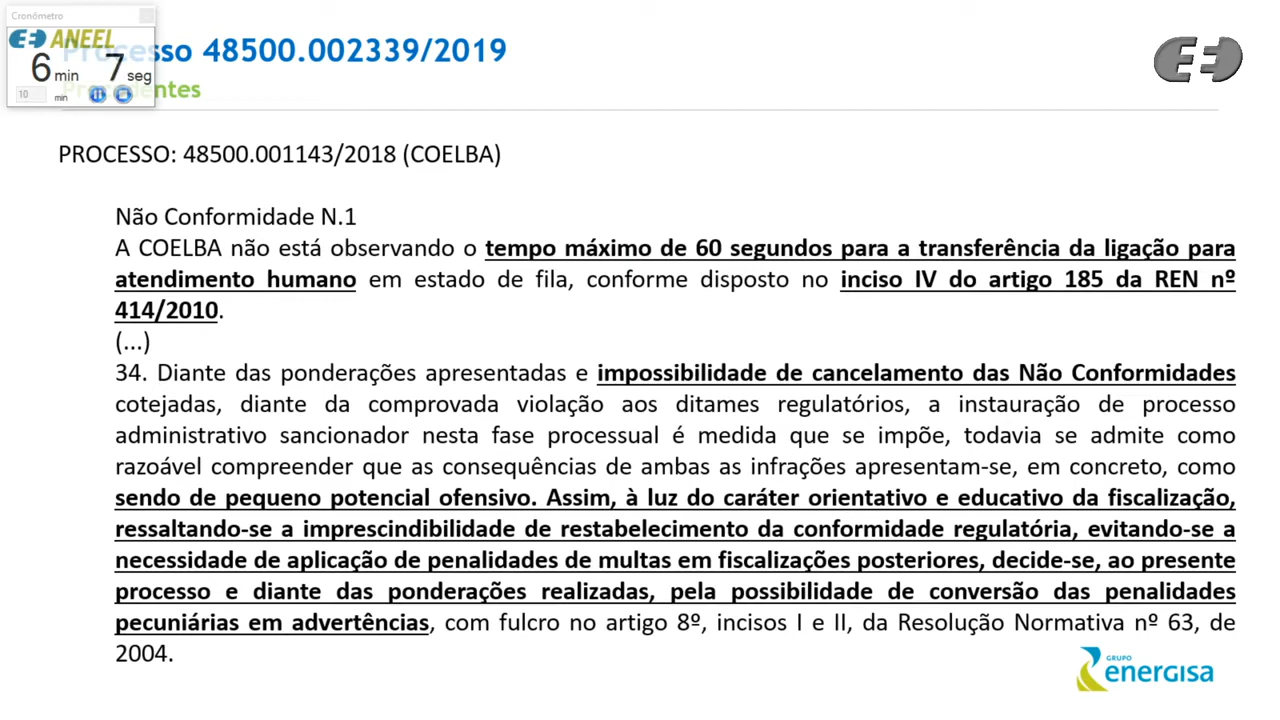 Cronômetro
ANEEL
6 min 7 seg
10 min
Processo 48500.002339/2019
Precedentes
PROCESSO: 48500.001143/2018 (COELBA)
Não Conformidade N.1
A COELBA não está observando o tempo máximo de 60 segundos para a transferência da ligação para
atendimento humano em estado de fila, conforme disposto no inciso IV do artigo 185 da REN nº
414/2010.
(...)
34. Diante das ponderações apresentadas e impossibilidade de cancelamento das Não Conformidades
cotejadas, diante da comprovada violação aos ditames regulatórios, a instauração de processo
administrativo sancionador nesta fase processual é medida que se impõe, todavia se admite como
razoável compreender que as consequências de ambas as infrações apresentam-se, em concreto, como
sendo de pequeno potencial ofensivo. Assim, à luz do caráter orientativo e educativo da fiscalização,
ressaltando-se a imprescindibilidade de restabelecimento da conformidade regulatória, evitando-se a
necessidade de aplicação de penalidades de multas em fiscalizações posteriores, decide-se, ao presente
processo e diante das ponderações realizadas, pela possibilidade de conversão das penalidades
pecuniárias em advertências, com fulcro no artigo 8º, incisos I e II, da Resolução Normativa nº 63, de
2004.
GRUPO
energisa